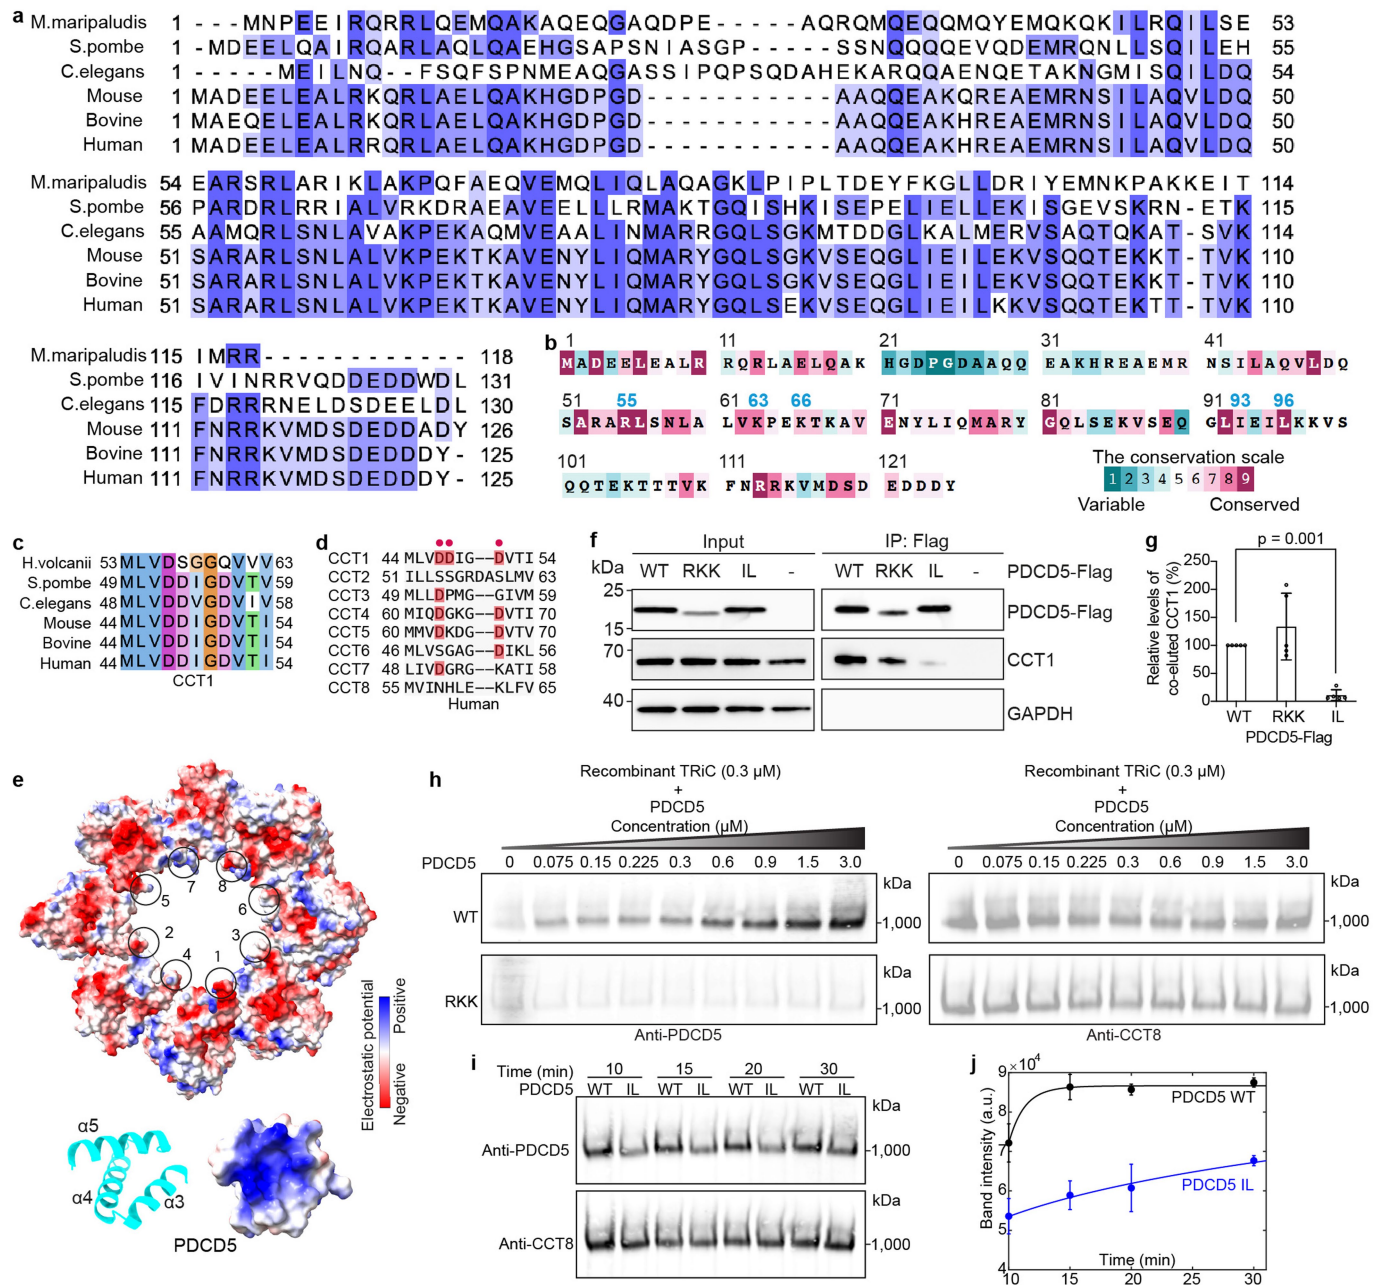 a
M.maripaludis 1 - - - MNPEEIRQRRLQEMQAKAQEQGAQDPE - - - - - AQRQMQEQQMQYEMQKQKILRQILSE 53
S.pombe 1 - MDEELQAIRQARLAQLQAEHGSAPSNIASGP - - - - - SSNQQQQEVQDEMRQNLLSQILEH 55
C.elegans 1 - - - - - MEILNQ - - FSQFSPNMEAQGASSIPQPSQDAHEKARQQAENQETAKNGMISQILDQ 54
Mouse 1 MADEELEALRKQRLAELQAKHGDPGD - - - - - - - - - - - AAQQEAKQREAEMRNSILAQVLDQ 50
Bovine 1 MAEQELEALRKQRLAELQAKHGDPGD - - - - - - - - - - - AAQQEAKHREAEMRNSILAQVLDQ 50
Human 1 MADEELEALRRQRLAELQAKHGDPGD - - - - - - - - - - - AAQQEAKHREAEMRNSILAQVLDQ 50
M.maripaludis 54 EARSRLARIKLAKPQFAEQVEMQLIQLAQAGKLPIPLTDEYFKGLLDRIYEMNKPAKKEIT 114
S.pombe 56 PARDRLRRIALVRKDRAEAVEELLLRMAKTGQISHKISEPELIELLEKISGEVSKRN-ETK 115
C.elegans 55 AAMQRLSNLAVAKPEKAQMVEAALINMARRGQLSGKMTDDGLKALMERVSAQTQKAT-SVK 114
Mouse 51 SARARLSNLALVKPEKTKAVENYLIQMARYGQLSGKVSEQGLIEILEKVSQQTEKKT-TVK 110
Bovine 51 SARARLSNLALVKPEKTKAVENYLIQMARYGQLSGKVSEQGLIEILEKVSQQTEKKT-TVK 110
Human 51 SARARLSNLALVKPEKTKAVENYLIQMARYGQLSEKVSEQGLIEILKKVSQQTEKTT-TVK 110
M.maripaludis 115 IMRR - - - - - - - - - - - - 118
S.pombe 116 IVINRRVQDDEDDWDL 131
C.elegans 115 FDRRRNELDSDEELDL 130
Mouse 111 FNRRKVMDSDEDDADY 126
Bovine 111 FNRRKVMDSDEDDDY- 125
Human 111 FNRRKVMDSDEDDDY- 125
b
1 11 21 31 41
MADEELEALR RQRLAELQAK HGDPGDAAQQ EAKHREAEMR NSILAQVLDQ
51 55 61 63 66 71 81 91 93 96
SARARLSNLA LVKPEKTKAV ENYLIQMARY GQLSEKVSEQ GLIEILKKVS
101 111 121
QQTEKTTTVK FNRRKVMDSD EDDDY
The conservation scale
1 2 3 4 5 6 7 8 9
Variable Conserved
c
H.volcanii 53 MLVDSGGQVVV 63
S.pombe 49 MLVDDIGDVTV 59
C.elegans 48 MLVDDVGDVIV 58
Mouse 44 MLVDDIGDVTI 54
Bovine 44 MLVDDIGDVTI 54
Human 44 MLVDDIGDVTI 54
CCT1
d
CCT1 44 MLVDDIG--DVTI 54
CCT2 51 ILLSSGRDASLMV 63
CCT3 49 MLLDPMG--GIVM 59
CCT4 60 MIQDGKG--DVTI 70
CCT5 60 MMVDKDG--DVTV 70
CCT6 46 MLVSGAG--DIKL 56
CCT7 48 LIVDGRG--KATI 58
CCT8 55 MVINHLE--KLFV 65
Human
f
Input IP: Flag
kDa WT RKK IL - WT RKK IL - PDCD5-Flag
25
15
PDCD5-Flag
70
CCT1
40
GAPDH
g
p = 0.001
Relative levels of
co-eluted CCT1 (%)
250
200
150
100
50
0
WT RKK IL
PDCD5-Flag
e
5 7 8 6 2 3 4 1
Electrostatic potential
Negative Positive
α5
α4
α3
PDCD5
h
Recombinant TRiC (0.3 μM) Recombinant TRiC (0.3 μM)
+ +
PDCD5 PDCD5
Concentration (μM) Concentration (μM)
PDCD5 0 0.075 0.15 0.225 0.3 0.6 0.9 1.5 3.0 0 0.075 0.15 0.225 0.3 0.6 0.9 1.5 3.0
kDa kDa
WT -1,000 -1,000
kDa kDa
RKK -1,000 -1,000
Anti-PDCD5 Anti-CCT8
i
Time (min) 10 15 20 30
PDCD5 WT IL WT IL WT IL WT IL
kDa
Anti-PDCD5 -1,000
kDa
Anti-CCT8 -1,000
j
×10⁴
Band intensity (a.u.)
9
8
7
6
5
4
PDCD5 WT
PDCD5 IL
Time (min)
10 15 20 25 30